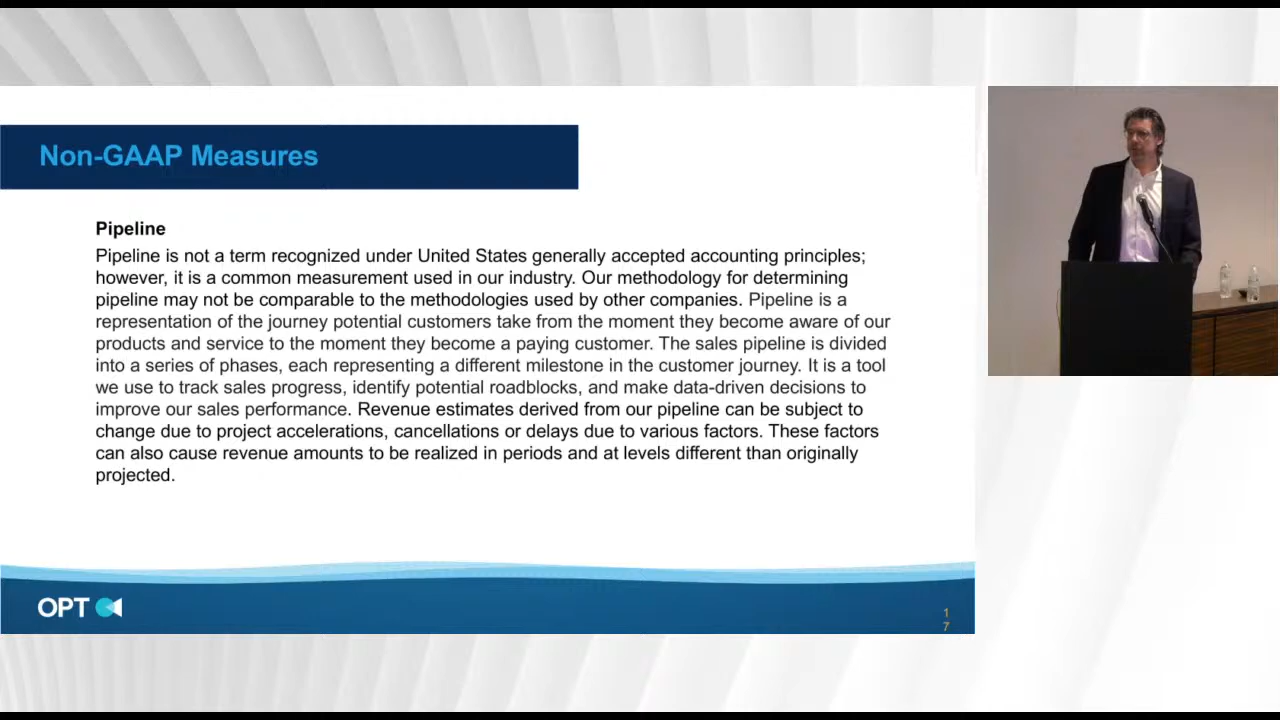 Non-GAAP Measures
Pipeline
Pipeline is not a term recognized under United States generally accepted accounting principles;
however, it is a common measurement used in our industry. Our methodology for determining
pipeline may not be comparable to the methodologies used by other companies. Pipeline is a
representation of the journey potential customers take from the moment they become aware of our
products and service to the moment they become a paying customer. The sales pipeline is divided
into a series of phases, each representing a different milestone in the customer journey. It is a tool
we use to track sales progress, identify potential roadblocks, and make data-driven decisions to
improve our sales performance. Revenue estimates derived from our pipeline can be subject to
change due to project accelerations, cancellations or delays due to various factors. These factors
can also cause revenue amounts to be realized in periods and at levels different than originally
projected.
OPT
1
7